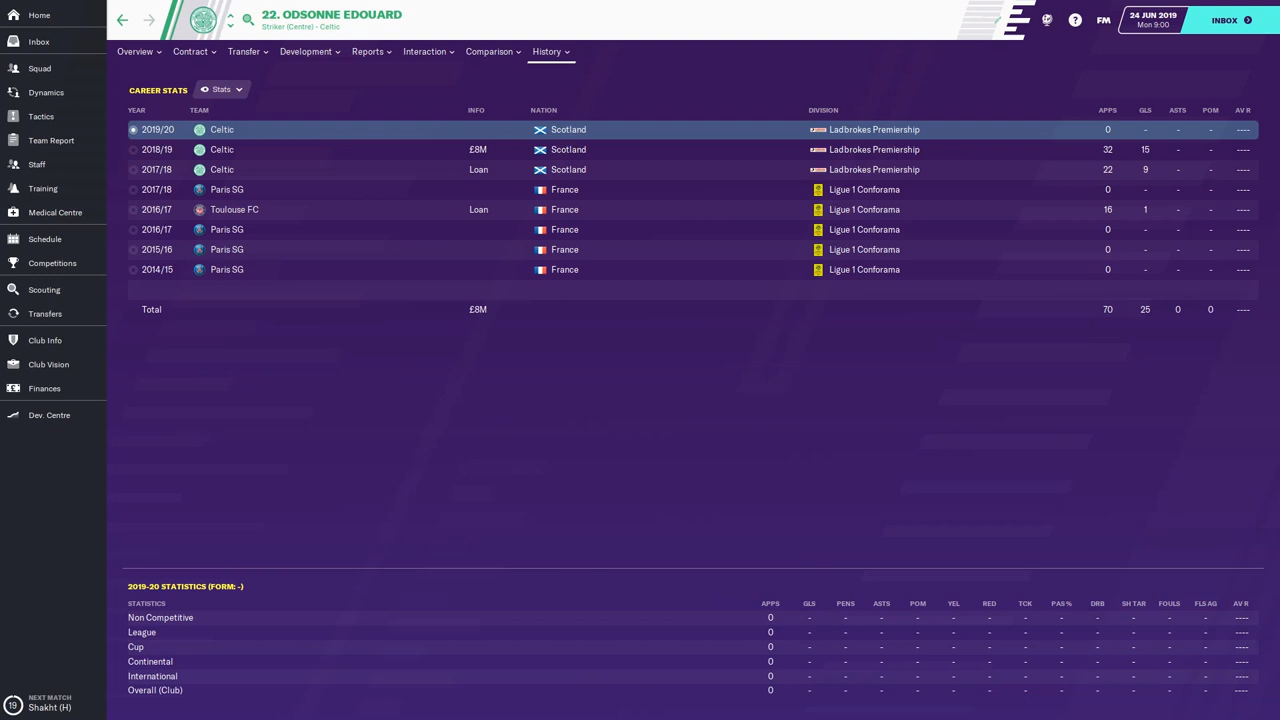 Home
22. ODSONNE EDOUARD
Striker (Centre) - Celtic
FM
24 JUN 2019
Mon 9:00
INBOX
Inbox
Squad
Dynamics
Tactics
Team Report
Staff
Training
Medical Centre
Schedule
Competitions
Scouting
Transfers
Club Info
Club Vision
Finances
Dev. Centre
19
NEXT MATCH
Shakht (H)
Overview Contract Transfer Development Reports Interaction Comparison History
CAREER STATS Stats
YEAR TEAM INFO NATION DIVISION APPS GLS ASTS POM AV R
2019/20 Celtic Scotland Ladbrokes Premiership 0 - - - ----
2018/19 Celtic £8M Scotland Ladbrokes Premiership 32 15 - - ----
2017/18 Celtic Loan Scotland Ladbrokes Premiership 22 9 - - ----
2017/18 Paris SG France Ligue 1 Conforama 0 - - - ----
2016/17 Toulouse FC Loan France Ligue 1 Conforama 16 1 - - ----
2016/17 Paris SG France Ligue 1 Conforama 0 - - - ----
2015/16 Paris SG France Ligue 1 Conforama 0 - - - ----
2014/15 Paris SG France Ligue 1 Conforama 0 - - - ----
Total £8M 70 25 0 0 ----
2019-20 STATISTICS (FORM: -)
STATISTICS APPS GLS PENS ASTS POM YEL RED TCK PAS % DRB SH TAR FOULS FLS AG AV R
Non Competitive 0 - - - - - - - - - - - - ----
League 0 - - - - - - - - - - - - ----
Cup 0 - - - - - - - - - - - - ----
Continental 0 - - - - - - - - - - - - ----
International 0 - - - - - - - - - - - - ----
Overall (Club) 0 - - - - - - - - - - - - ----